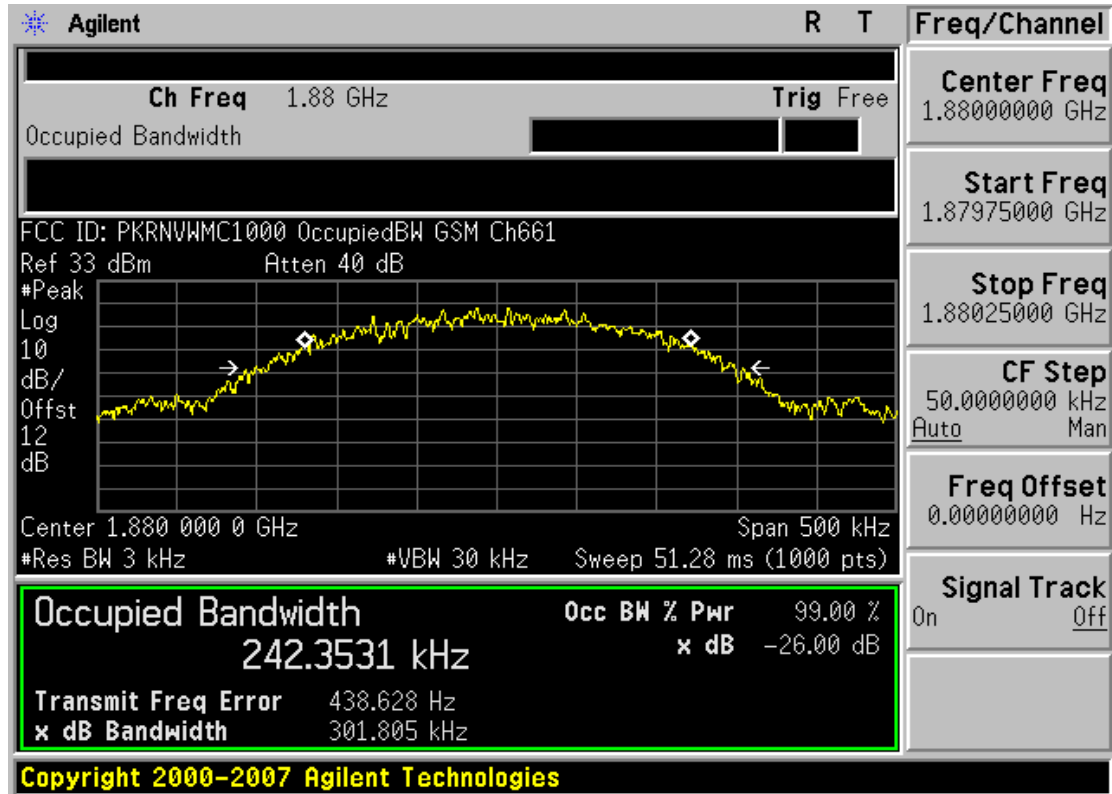 Agilent R T
Ch Freq 1.88 GHz Trig Free
Occupied Bandwidth
FCC ID: PKRNVWMC1000 OccupiedBW GSM Ch661
Ref 33 dBm Atten 40 dB
#Peak
Log
10
dB/
Offst
12
dB
Center 1.880 000 0 GHz Span 500 kHz
#Res BW 3 kHz #VBW 30 kHz Sweep 51.28 ms (1000 pts)
Occupied Bandwidth
242.3531 kHz
Occ BW % Pwr 99.00 %
x dB -26.00 dB
Transmit Freq Error 438.628 Hz
x dB Bandwidth 301.805 kHz
Copyright 2000-2007 Agilent Technologies
Freq/Channel
Center Freq
1.88000000 GHz
Start Freq
1.87975000 GHz
Stop Freq
1.88025000 GHz
CF Step
50.0000000 kHz
Auto Man
Freq Offset
0.00000000 Hz
Signal Track
On Off